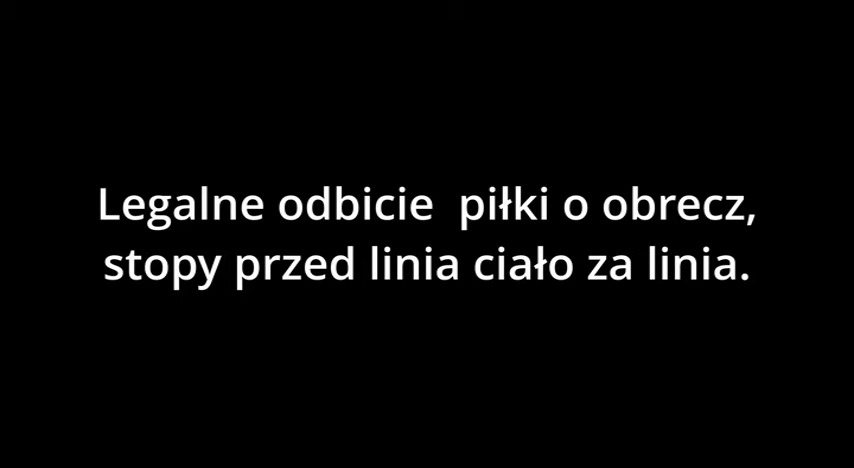 Legalne odbicie  piłki o obrecz,
stopy przed linia ciało za linia.